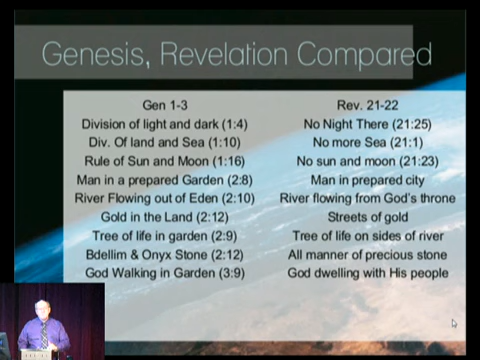 Genesis, Revelation Compared
Gen 1-3 Rev. 21-22
Division of light and dark (1:4) No Night There (21:25)
Div. Of land and Sea (1:10) No more Sea (21:1)
Rule of Sun and Moon (1:16) No sun and moon (21:23)
Man in a prepared Garden (2:8) Man in prepared city
River Flowing out of Eden (2:10) River flowing from God's throne
Gold in the Land (2:12) Streets of gold
Tree of life in garden (2:9) Tree of life on sides of river
Bdellim & Onyx Stone (2:12) All manner of precious stone
God Walking in Garden (3:9) God dwelling with His people